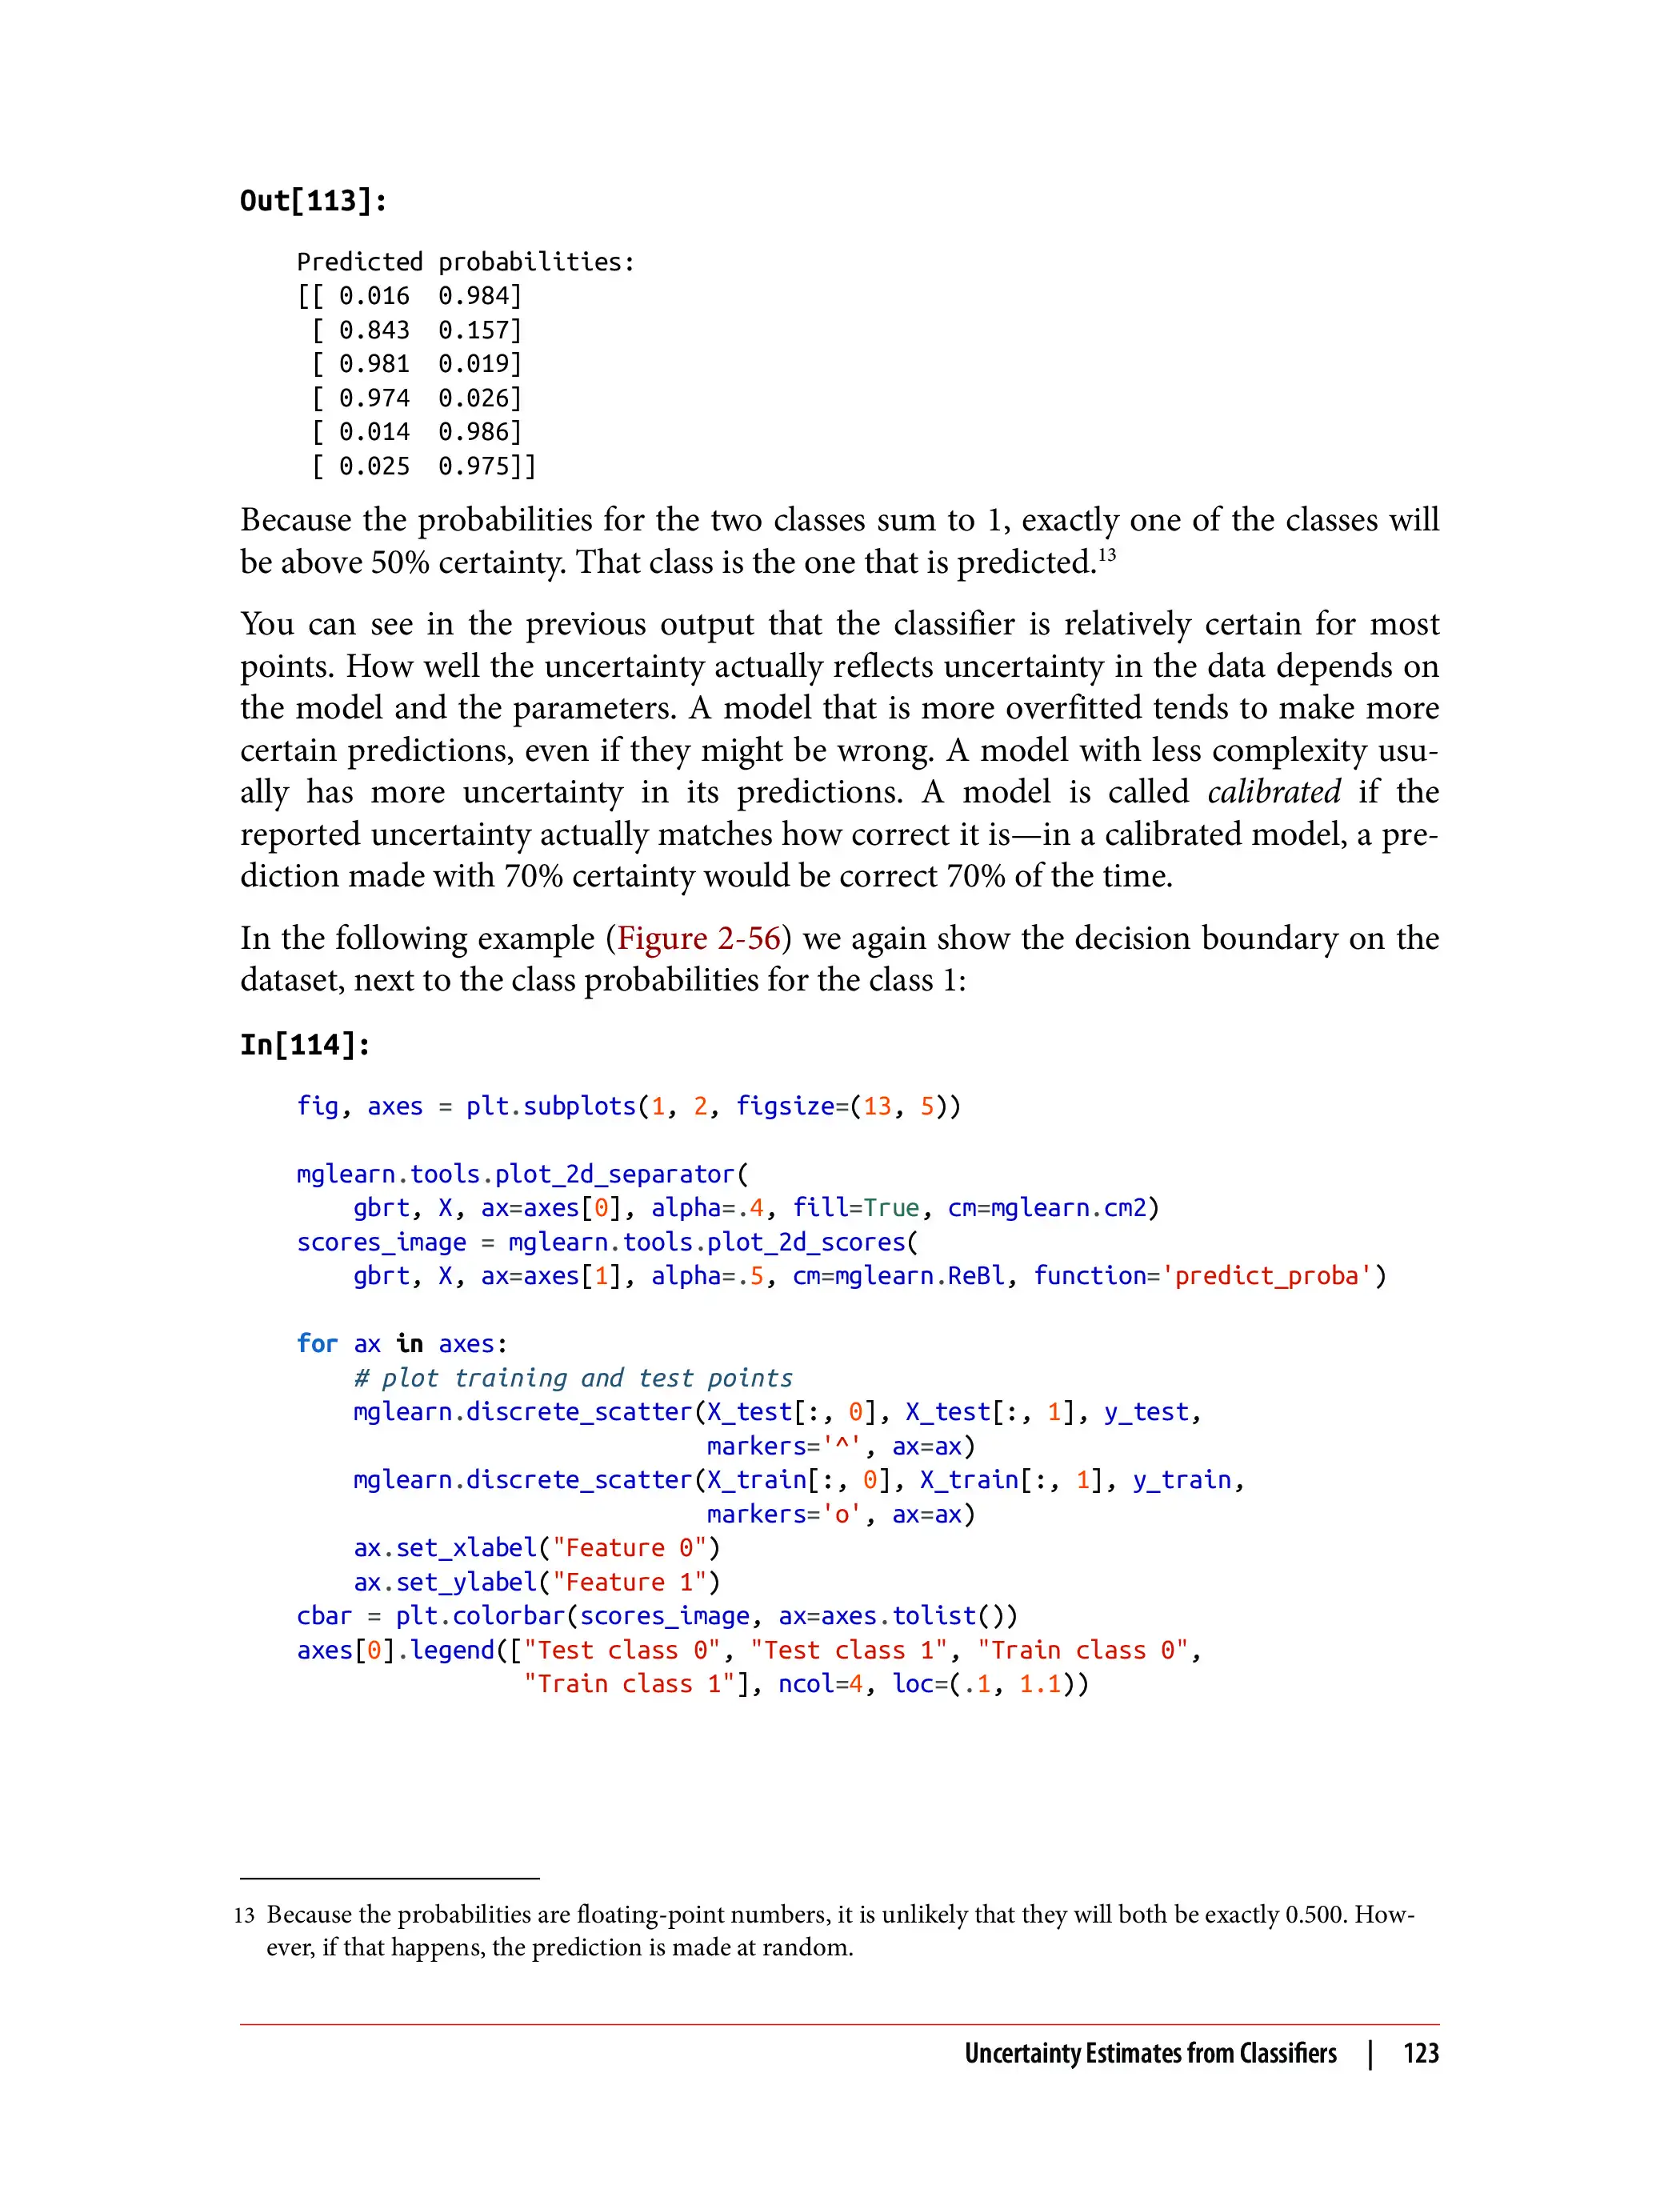 Out[113]:
Predicted probabilities:
[[ 0.016  0.984]
 [ 0.843  0.157]
 [ 0.981  0.019]
 [ 0.974  0.026]
 [ 0.014  0.986]
 [ 0.025  0.975]]
Because the probabilities for the two classes sum to 1, exactly one of the classes will
be above 50% certainty. That class is the one that is predicted.13
You can see in the previous output that the classifier is relatively certain for most
points. How well the uncertainty actually reflects uncertainty in the data depends on
the model and the parameters. A model that is more overfitted tends to make more
certain predictions, even if they might be wrong. A model with less complexity usu-
ally has more uncertainty in its predictions. A model is called calibrated if the
reported uncertainty actually matches how correct it is—in a calibrated model, a pre-
diction made with 70% certainty would be correct 70% of the time.
In the following example (Figure 2-56) we again show the decision boundary on the
dataset, next to the class probabilities for the class 1:
In[114]:
fig, axes = plt.subplots(1, 2, figsize=(13, 5))
mglearn.tools.plot_2d_separator(
    gbrt, X, ax=axes[0], alpha=.4, fill=True, cm=mglearn.cm2)
scores_image = mglearn.tools.plot_2d_scores(
    gbrt, X, ax=axes[1], alpha=.5, cm=mglearn.ReBl, function='predict_proba')
for ax in axes:
    # plot training and test points
    mglearn.discrete_scatter(X_test[:, 0], X_test[:, 1], y_test,
                             markers='^', ax=ax)
    mglearn.discrete_scatter(X_train[:, 0], X_train[:, 1], y_train,
                             markers='o', ax=ax)
    ax.set_xlabel("Feature 0")
    ax.set_ylabel("Feature 1")
cbar = plt.colorbar(scores_image, ax=axes.tolist())
axes[0].legend(["Test class 0", "Test class 1", "Train class 0",
                "Train class 1"], ncol=4, loc=(.1, 1.1))
13 Because the probabilities are floating-point numbers, it is unlikely that they will both be exactly 0.500. How-
ever, if that happens, the prediction is made at random.
Uncertainty Estimates from Classifiers | 123